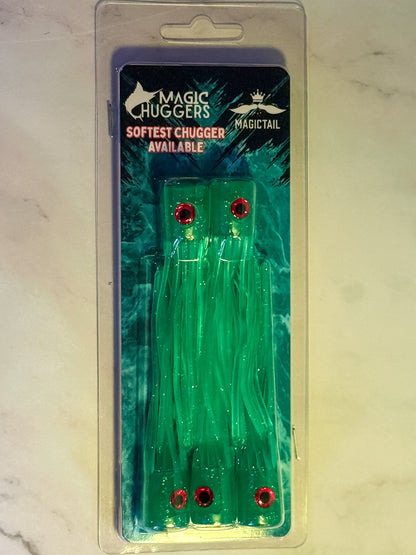 MAGIC
CHUGGERS
MAGICTAIL
SOFTEST CHUGGER
AVAILABLE